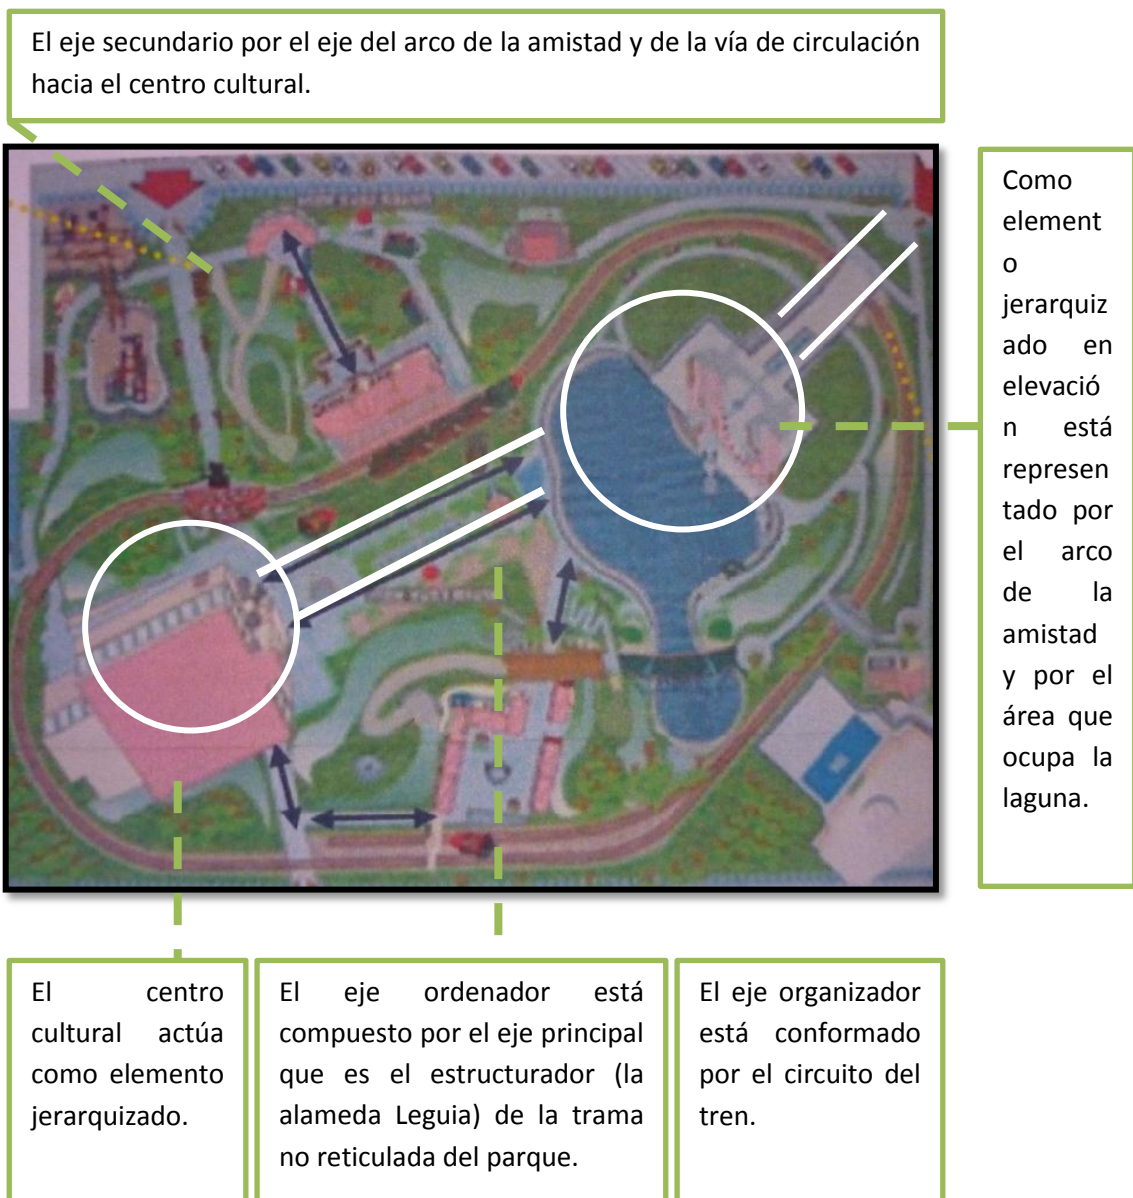 El eje secundario por el eje del arco de la amistad y de la vía de circulación
hacia el centro cultural.
Como
element
o
jerarquiz
ado en
elevació
n está
represen
tado por
el arco
de la
amistad
y por el
área que
ocupa la
laguna.
El centro
cultural actúa
como elemento
jerarquizado.
El eje ordenador está
compuesto por el eje principal
que es el estructurador (la
alameda Leguia) de la trama
no reticulada del parque.
El eje organizador
está conformado
por el circuito del
tren.